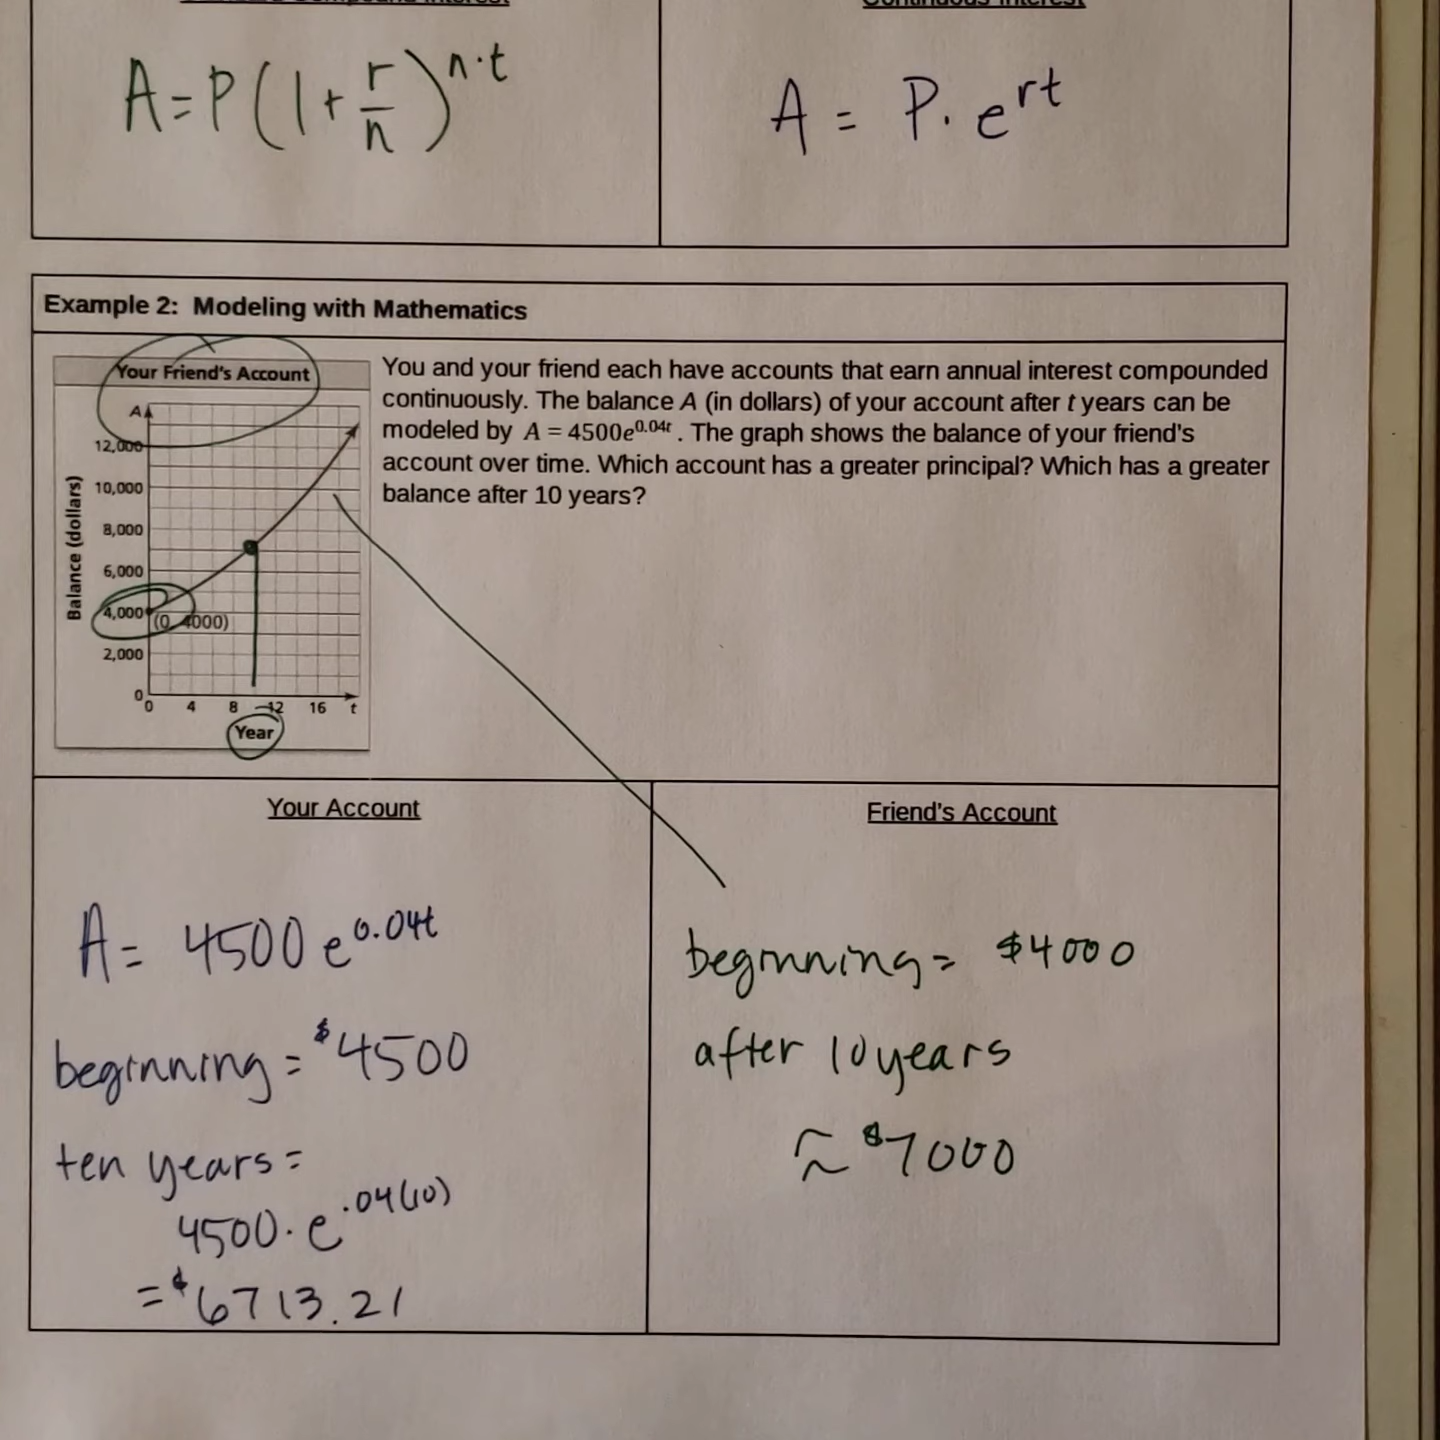 A = P(1 + r/n)^n·t
A = P·e^rt
Example 2: Modeling with Mathematics
Your Friend's Account
A
12,000
10,000
8,000
6,000
4,000
2,000
0
Balance (dollars)
(0, 4000)
0 4 8 12 16 t
Year
You and your friend each have accounts that earn annual interest compounded
continuously. The balance A (in dollars) of your account after t years can be
modeled by A = 4500e^0.04t. The graph shows the balance of your friend's
account over time. Which account has a greater principal? Which has a greater
balance after 10 years?
Your Account
A = 4500e^0.04t
beginning = $4500
ten years =
4500·e^.04(10)
= $6713.21
Friend's Account
beginning = $4000
after 10 years
≈ $7000